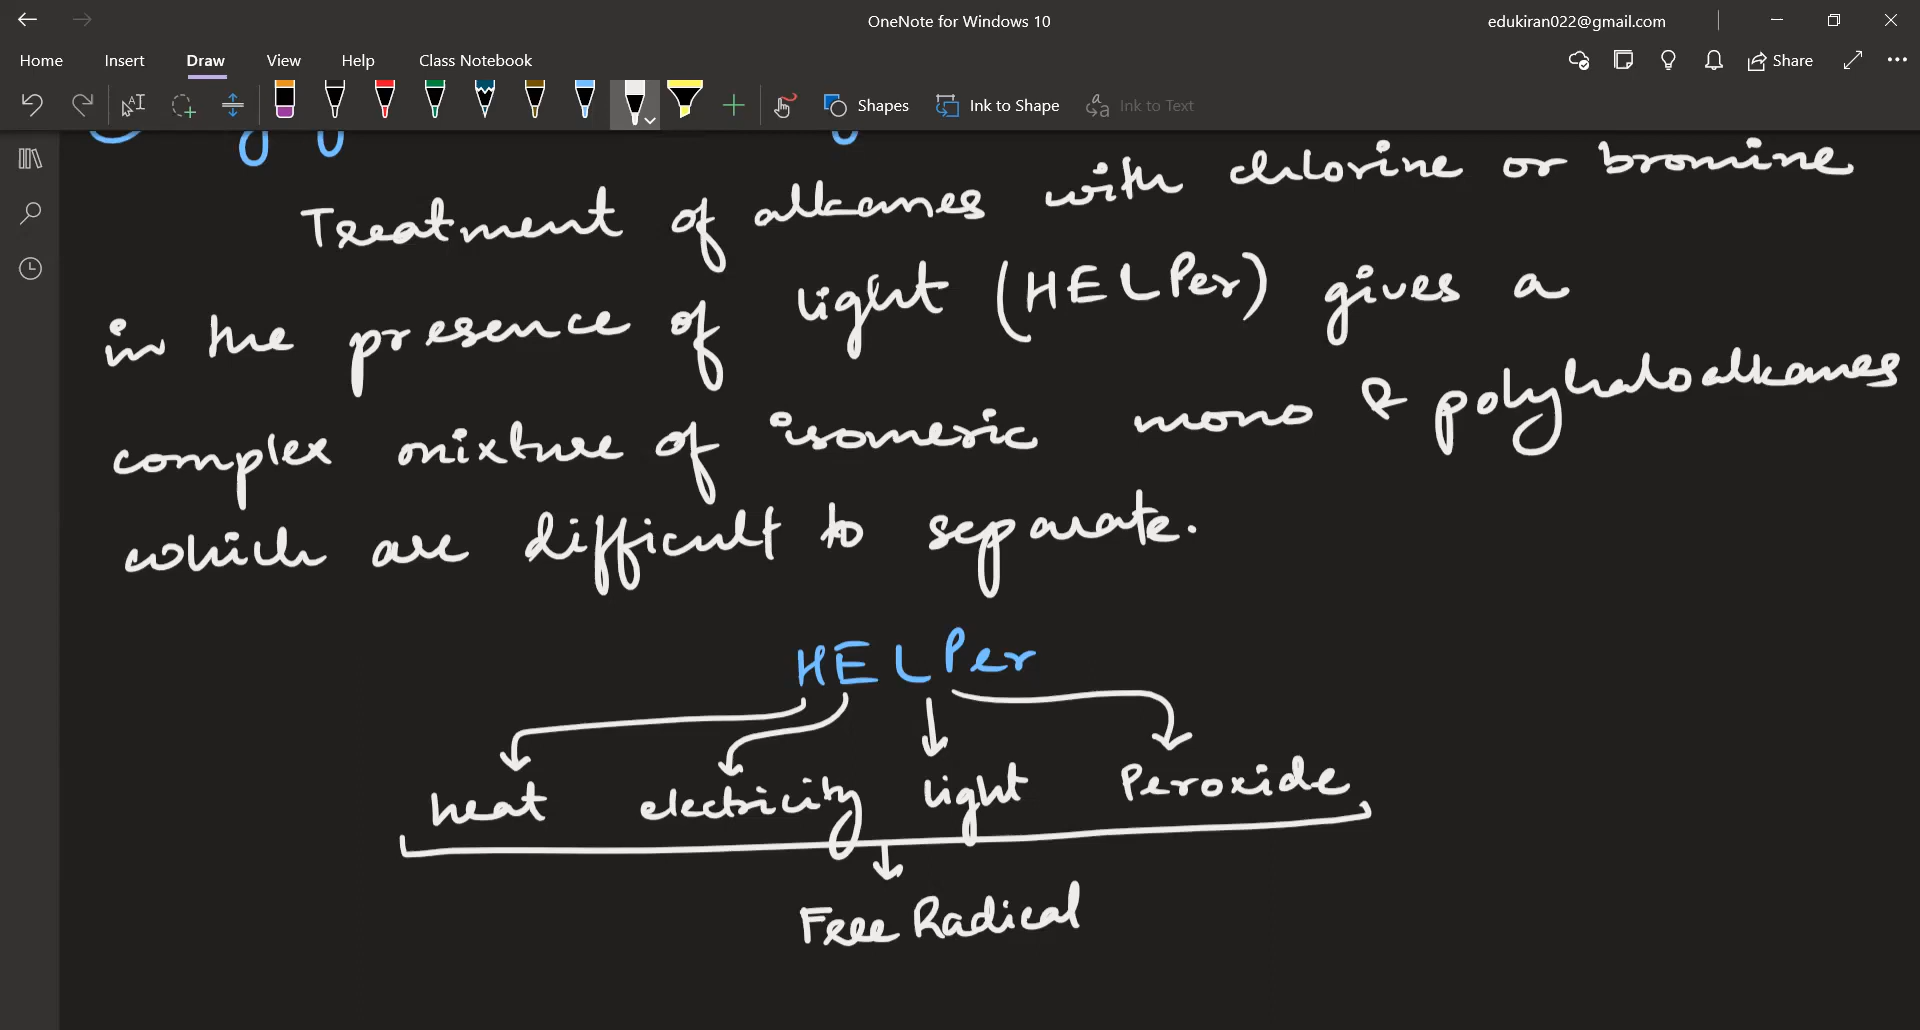 OneNote for Windows 10
edukiran022@gmail.com
Home Insert Draw View Help Class Notebook
Share
Shapes Ink to Shape Ink to Text
Treatment of alkanes with chlorine or bromine
in the presence of light (HELPer) gives a
complex mixture of isomeric mono & polyhaloalkanes
which are difficult to separate.
HELPer
heat electricity light Peroxide
Free Radical